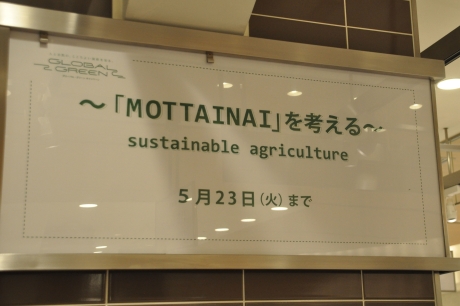 GLOBAL
GREEN
～「MOTTAINAI」を考える～
sustainable agriculture
5月23日(火)まで